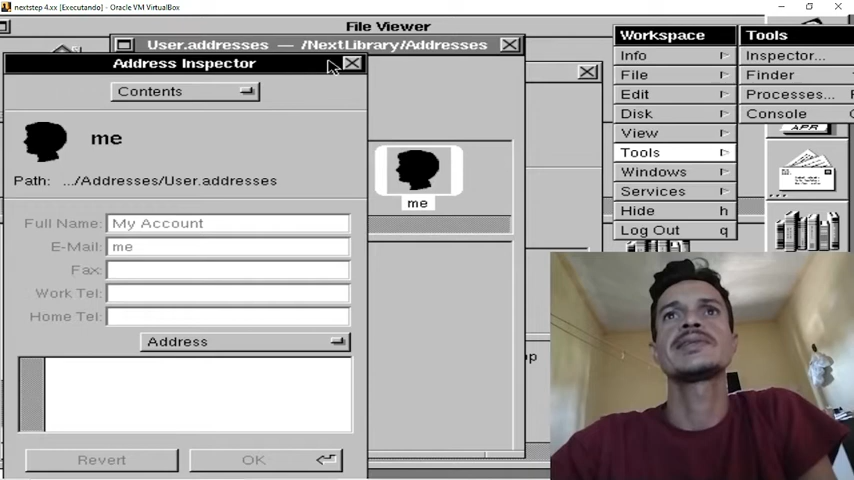 nextstep 4.xx [Executando] - Oracle VM VirtualBox
File Viewer
User.addresses — /NextLibrary/Addresses
Address Inspector
Contents
me
Path: .../Addresses/User.addresses
Full Name: My Account
E-Mail: me
Fax:
Work Tel:
Home Tel:
Address
Revert
OK
me
Workspace
Info
File
Edit
Disk
View
Tools
Windows
Services
Hide h
Log Out q
Tools
Inspector...
Finder
Processes...
Console
APR